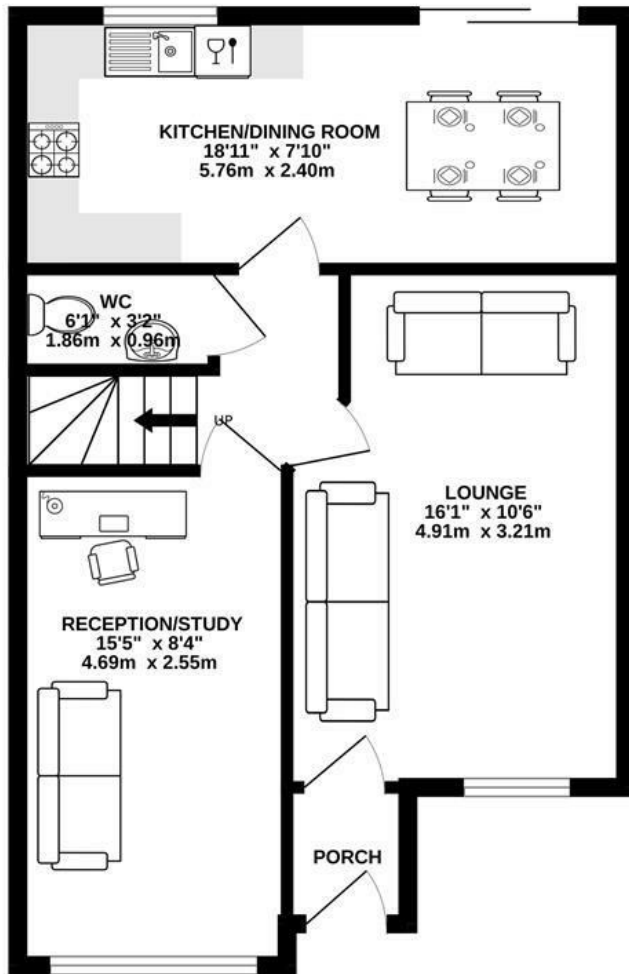 KITCHEN/DINING ROOM
18'11" x 7'10"
5.76m x 2.40m
WC
6'1" x 3'2"
1.86m x 0.96m
UP
LOUNGE
16'1" x 10'6"
4.91m x 3.21m
RECEPTION/STUDY
15'5" x 8'4"
4.69m x 2.55m
PORCH